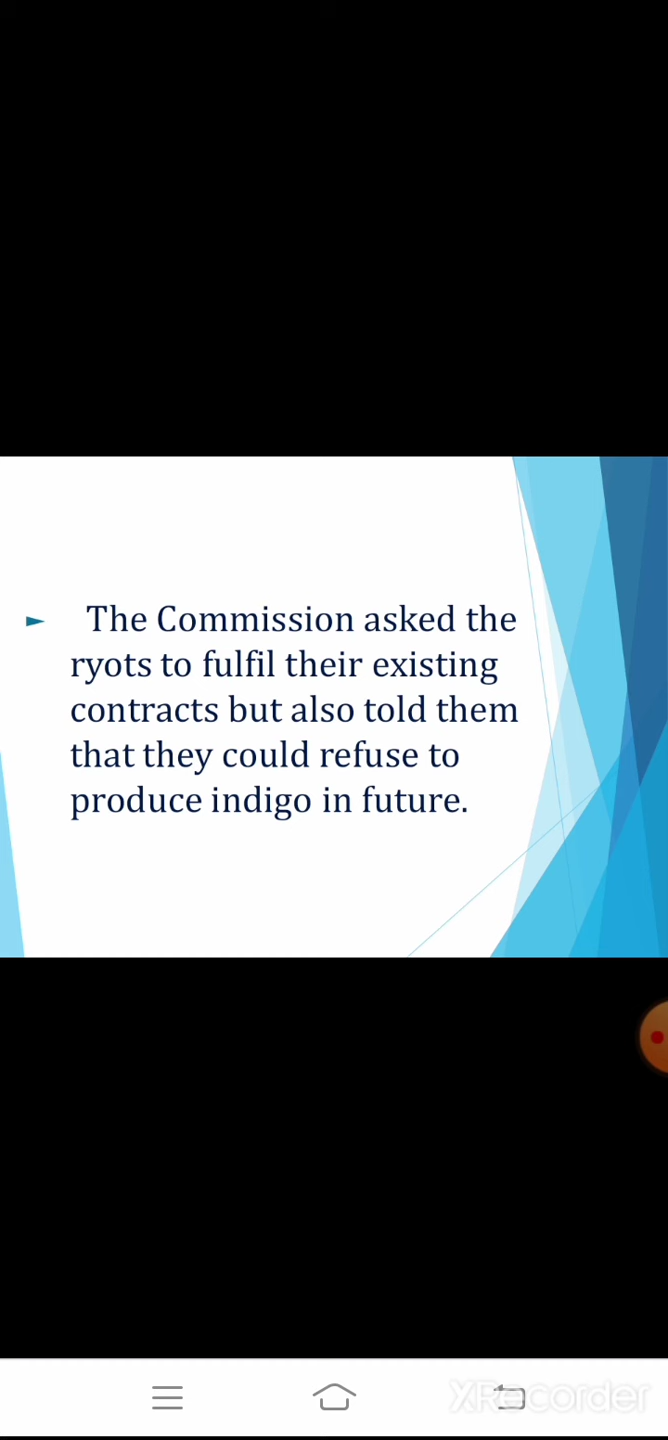 ► The Commission asked the
ryots to fulfil their existing
contracts but also told them
that they could refuse to
produce indigo in future.
XRecorder